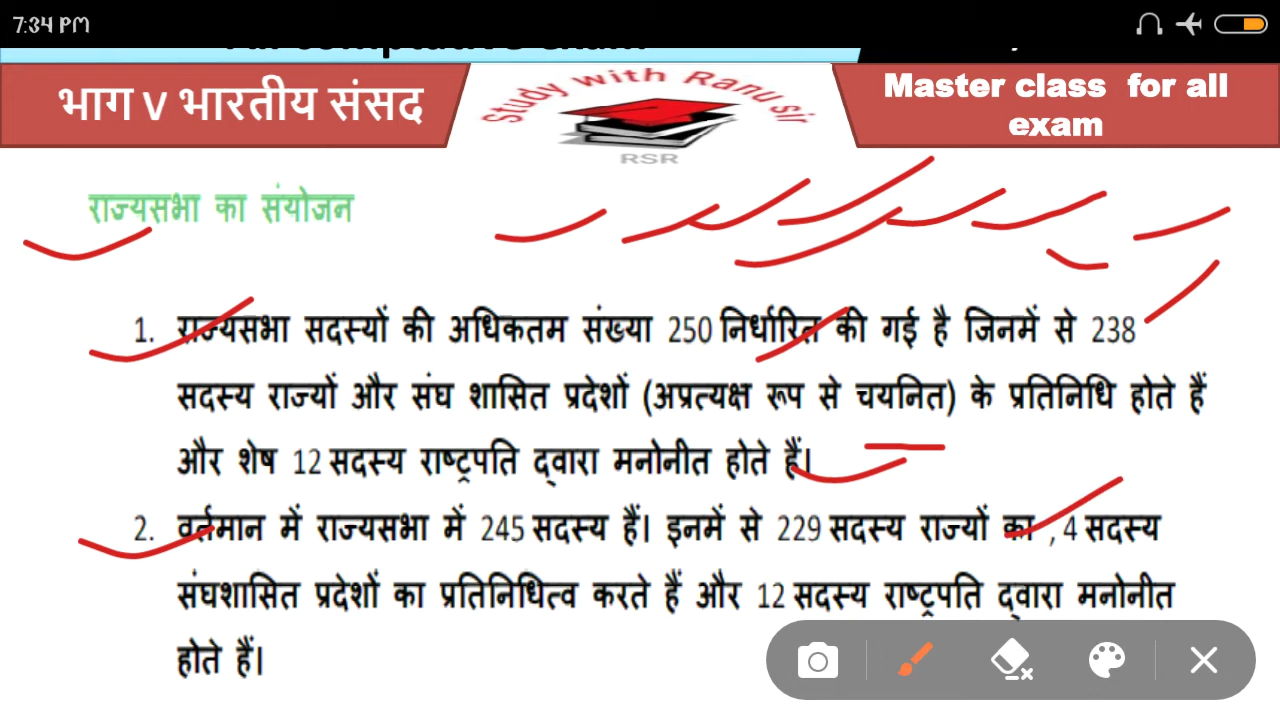 7:34 PM
भाग v भारतीय संसद
Study with Ranu sir
RSR
Master class for all
exam
राज्यसभा का संयोजन
1. राज्यसभा सदस्यों की अधिकतम संख्या 250 निर्धारित की गई है जिनमें से 238
सदस्य राज्यों और संघ शासित प्रदेशों (अप्रत्यक्ष रूप से चयनित) के प्रतिनिधि होते हैं
और शेष 12 सदस्य राष्ट्रपति द्वारा मनोनीत होते हैं।
2. वर्तमान में राज्यसभा में 245 सदस्य हैं। इनमें से 229 सदस्य राज्यों का , 4 सदस्य
संघशासित प्रदेशों का प्रतिनिधित्व करते हैं और 12 सदस्य राष्ट्रपति द्वारा मनोनीत
होते हैं।